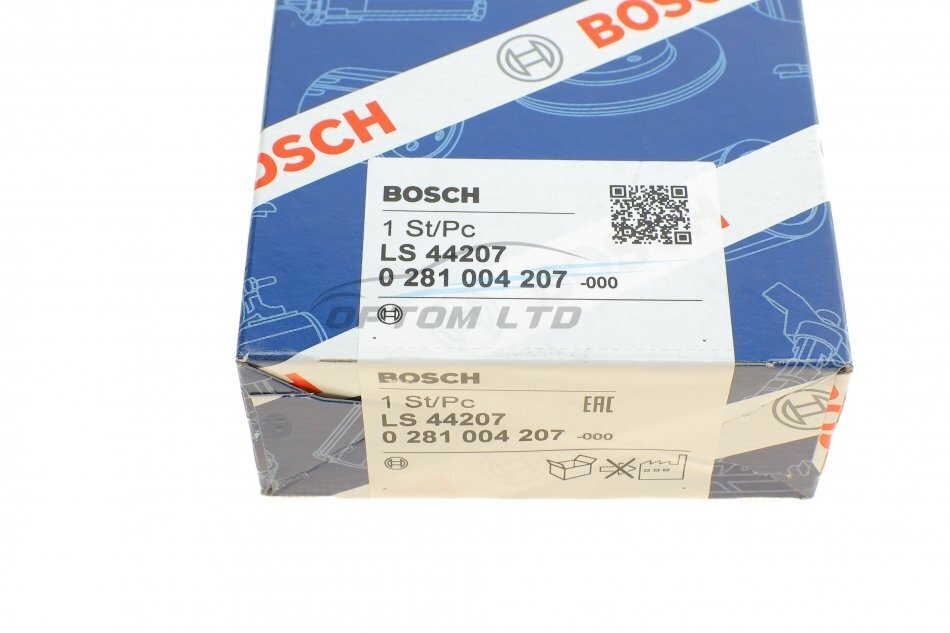 BOSCH
BOSCH
BOSCH
1 St/Pc
LS 44207
0 281 004 207 -000
OPTOM LTD
BOSCH
1 St/Pc
EAC
LS 44207
0 281 004 207 -000